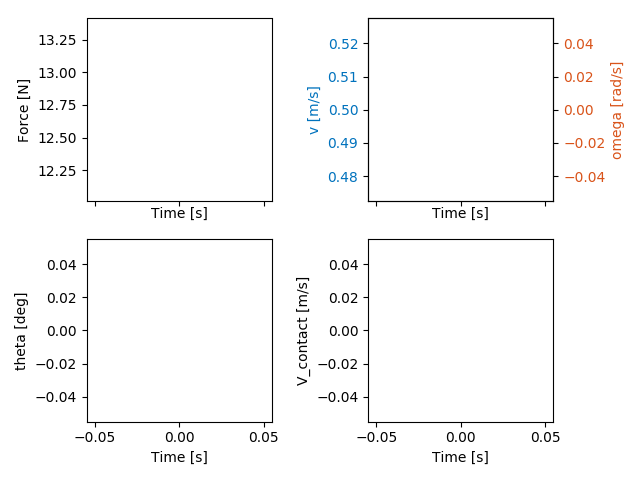 13.25
13.00
12.75
12.50
12.25
Force [N]
Time [s]
0.52
0.51
0.50
0.49
0.48
v [m/s]
0.04
0.02
0.00
−0.02
−0.04
omega [rad/s]
Time [s]
0.04
0.02
0.00
−0.02
−0.04
theta [deg]
−0.05 0.00 0.05
Time [s]
0.04
0.02
0.00
−0.02
−0.04
V_contact [m/s]
−0.05 0.00 0.05
Time [s]